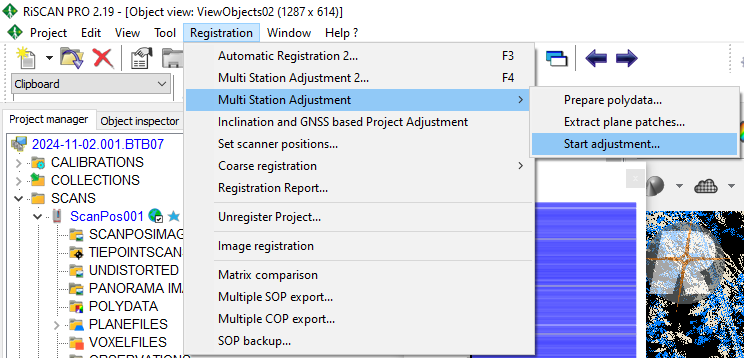 RiSCAN PRO 2.19 - [Object view: ViewObjects02 (1287 x 614)]
Project Edit View Tool Registration Window Help ?
Clipboard
Project manager Object inspector
2024-11-02.001.BTB07
CALIBRATIONS
COLLECTIONS
SCANS
ScanPos001
SCANPOSIMAG
TIEPOINTSCAN
UNDISTORTED
PANORAMA IMA
POLYDATA
PLANEFILES
VOXELFILES
Automatic Registration 2... F3
Multi Station Adjustment 2... F4
Multi Station Adjustment
Inclination and GNSS based Project Adjustment
Set scanner positions...
Coarse registration
Registration Report...
Unregister Project...
Image registration
Matrix comparison
Multiple SOP export...
Multiple COP export...
SOP backup...
Prepare polydata...
Extract plane patches...
Start adjustment...